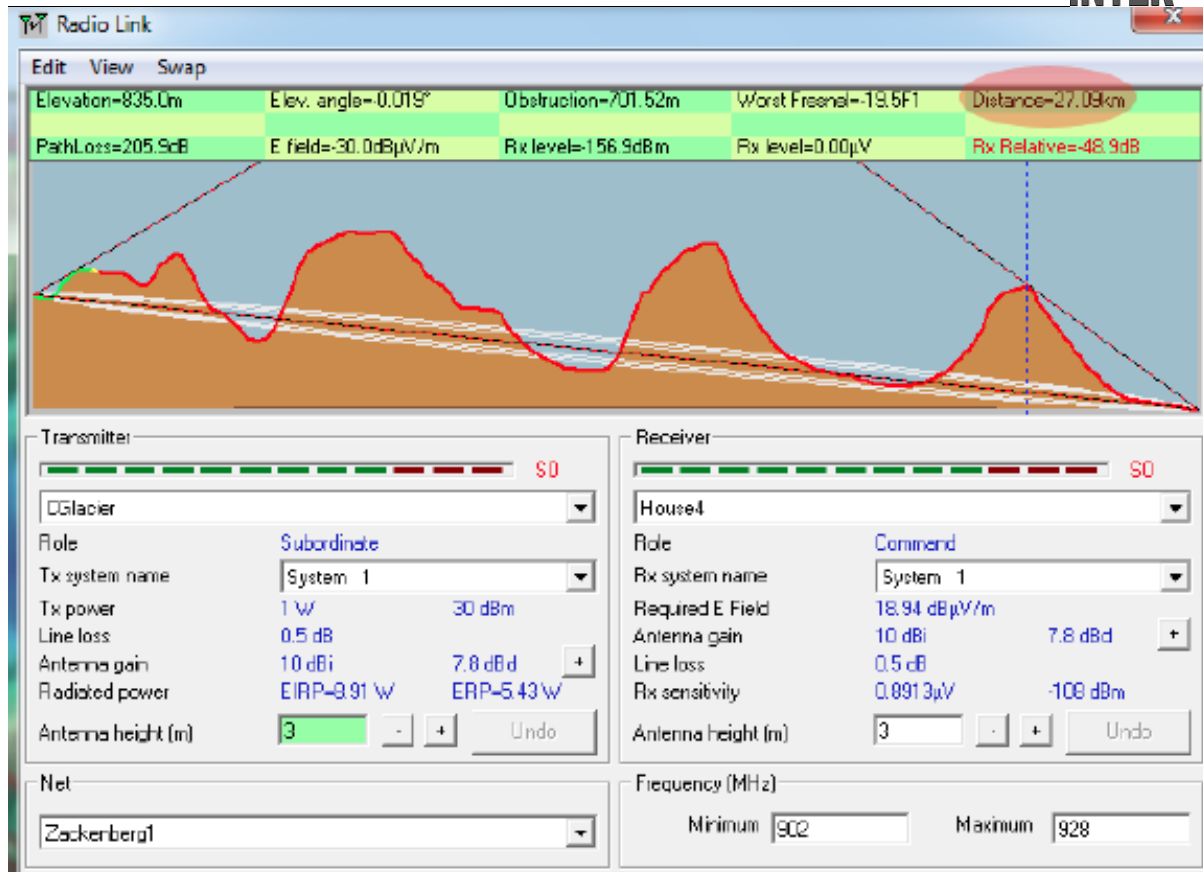 INTER
Radio Link
Edit View Swap
Elevation=835.0m Elev. angle=-0.019° Obstruction=701.52m Worst Fresnel=-19.5F1 Distance=27.09km
PathLoss=205.9dB E field=-30.0dBµV/m Rx level=-156.9dBm Rx level=0.00µV Rx Relative=-48.9dB
Transmitter Receiver
S0 S0
House4
Role Subordinate Role Command
Tx system name System 1 Rx system name System 1
Tx power 1 W 30 dBm Required E Field 18.94 dBµV/m
Line loss 0.5 dB Antenna gain 10 dBi 7.8 dBd +
Antenna gain 10 dBi 7.8 dBd + Line loss 0.5 dB
Radiated power EIRP=8.91 W ERP=5.43 W Rx sensitivity 0.8913µV -108 dBm
Antenna height (m) 3 - + Undo Antenna height (m) 3 - + Undo
Net Frequency (MHz)
Zackenberg1 Minimum 902 Maximum 928